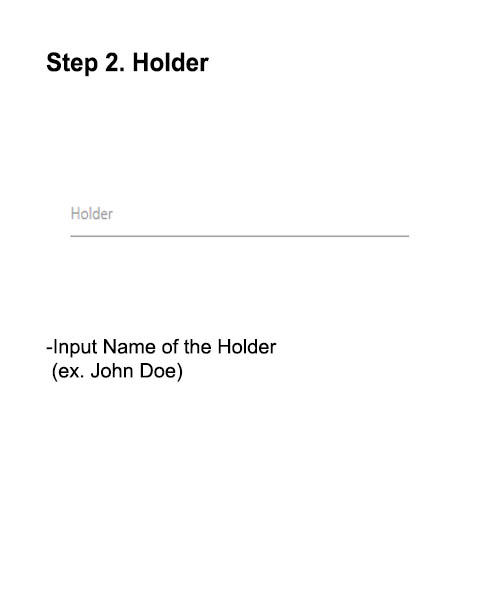 Step 2. Holder
Holder
-Input Name of the Holder
(ex. John Doe)